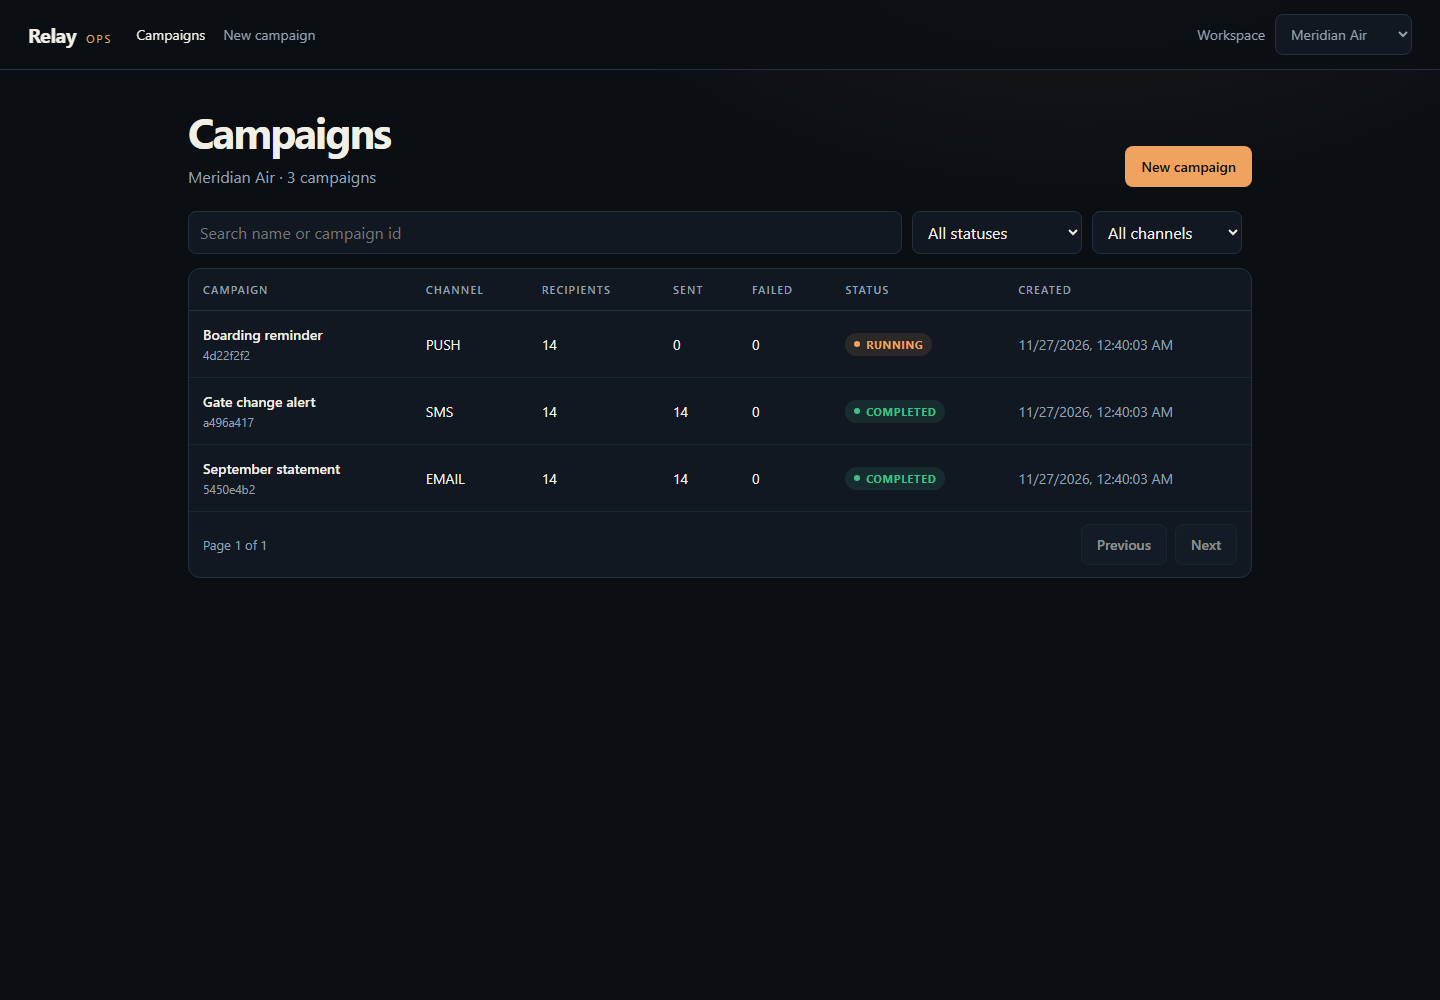 Relay OPS Campaigns New campaign Workspace Meridian Air
Campaigns
Meridian Air · 3 campaigns
New campaign
Search name or campaign id All statuses All channels
CAMPAIGN CHANNEL RECIPIENTS SENT FAILED STATUS CREATED
Boarding reminder
4d22f2f2
PUSH 14 0 0 RUNNING 11/27/2026, 12:40:03 AM
Gate change alert
a496a417
SMS 14 14 0 COMPLETED 11/27/2026, 12:40:03 AM
September statement
5450e4b2
EMAIL 14 14 0 COMPLETED 11/27/2026, 12:40:03 AM
Page 1 of 1 Previous Next